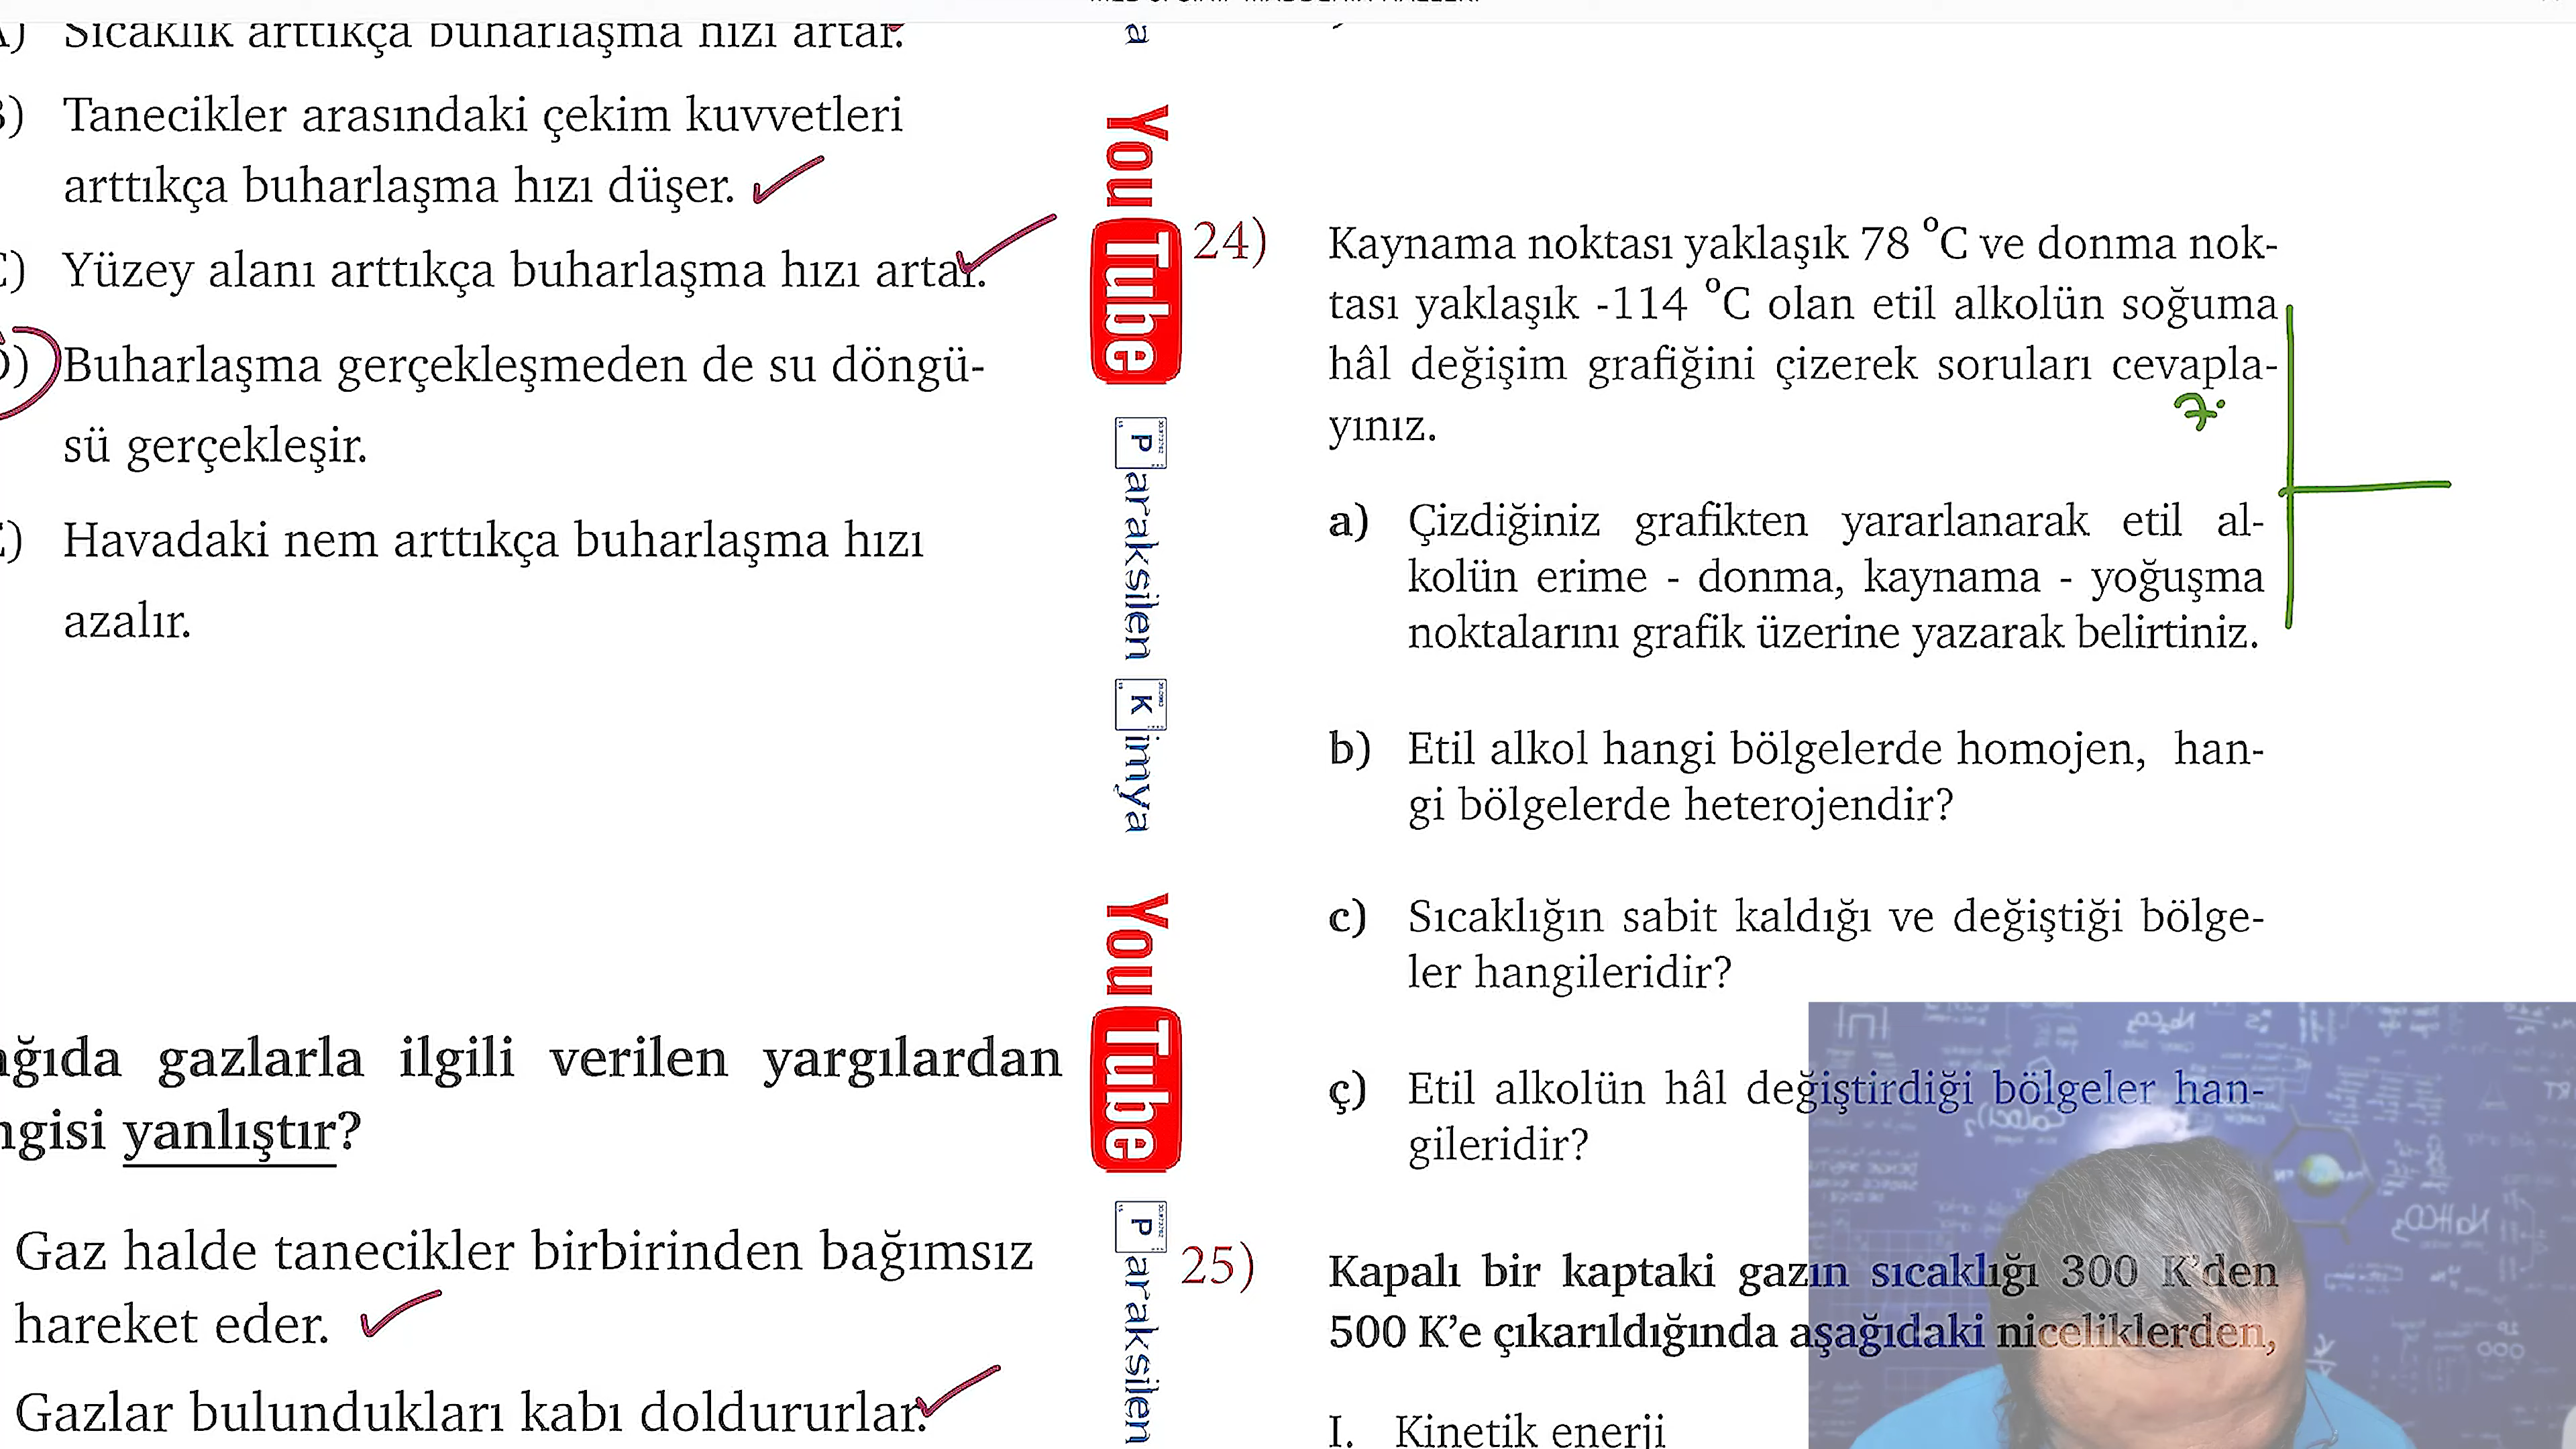 Sıcaklık arttıkça buharlaşma hızı artar.
B) Tanecikler arasındaki çekim kuvvetleri
arttıkça buharlaşma hızı düşer.
C) Yüzey alanı arttıkça buharlaşma hızı artar.
D) Buharlaşma gerçekleşmeden de su döngü-
sü gerçekleşir.
E) Havadaki nem arttıkça buharlaşma hızı
azalır.
gazlarla ilgili verilen yargılardan
yanlıştır?
Gaz halde tanecikler birbirinden bağımsız
hareket eder.
Gazlar bulundukları kabı doldururlar.
YouTube Paraksilen Kimya
YouTube Paraksilen
24) Kaynama noktası yaklaşık 78 °C ve donma nok-
tası yaklaşık -114 °C olan etil alkolün soğuma
hâl değişim grafiğini çizerek soruları cevapla-
yınız.
a) Çizdiğiniz grafikten yararlanarak etil al-
kolün erime - donma, kaynama - yoğuşma
noktalarını grafik üzerine yazarak belirtiniz.
b) Etil alkol hangi bölgelerde homojen, han-
gi bölgelerde heterojendir?
c) Sıcaklığın sabit kaldığı ve değiştiği bölge-
ler hangileridir?
ç) Etil alkolün hâl değiştirdiği bölgeler han-
gileridir?
25) Kapalı bir kaptaki gazın sıcaklığı 300 K'den
500 K'e çıkarıldığında aşağıdaki niceliklerden,
I. Kinetik enerji